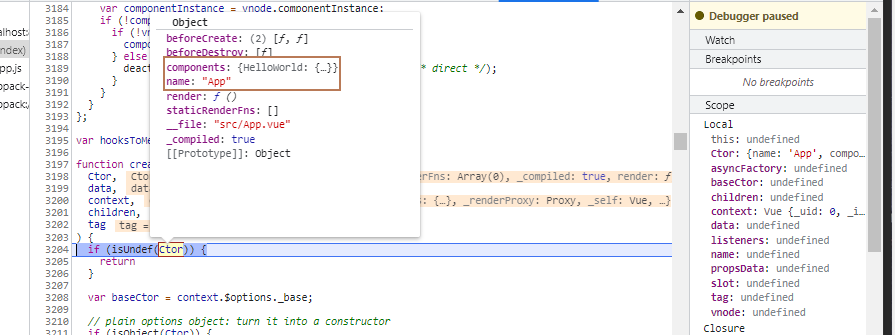 3184 var componentInstance = vnode.componentInstance;
3185 if (!comp
3186 if (!v
3187 comp
3188 } else
3189 deac * direct */);
3190 }
3191 }
3192 }
3193 };
3194
3195 var hooksToMe
3196
3197 function crea
3198 Ctor, Cto rFns: Array(0), _compiled: true, render: f
3199 data, dat
3200 context, s: {…}, _renderProxy: Proxy, _self: Vue, …}
3201 children,
3202 tag tag =
3203 ) {
3204 if (isUndef(Ctor)) {
3205 return
3206 }
3207
3208 var baseCtor = context.$options._base;
3209
3210 // plain options object: turn it into a constructor
3211 if (isObject(Ctor)) {
Object
beforeCreate: (2) [f, f]
beforeDestroy: [f]
components: {HelloWorld: {…}}
name: "App"
render: f ()
staticRenderFns: []
__file: "src/App.vue"
_compiled: true
[[Prototype]]: Object
alhost:
index)
pp.js
pack
pack:/
Debugger paused
Watch
Breakpoints
No breakpoints
Scope
Local
this: undefined
Ctor: {name: 'App', compo…
asyncFactory: undefined
baseCtor: undefined
children: undefined
context: Vue {_uid: 0, _i…
data: undefined
listeners: undefined
name: undefined
propsData: undefined
slot: undefined
tag: undefined
vnode: undefined
Closure